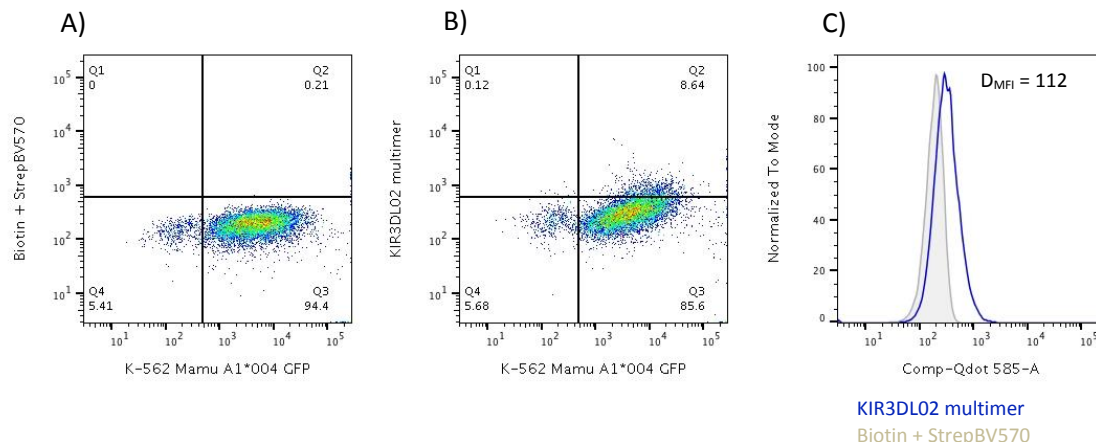 A)
Q1
0
Q2
0.21
10^5
10^4
10^3
10^2
10^1
Q4
5.41
Q3
94.4
10^1 10^2 10^3 10^4 10^5
Biotin + StrepBV570
K-562 Mamu A1*004 GFP
B)
Q1
0.12
Q2
8.64
10^5
10^4
10^3
10^2
10^1
Q4
5.68
Q3
85.6
10^1 10^2 10^3 10^4 10^5
KIR3DL02 multimer
K-562 Mamu A1*004 GFP
C)
D_MFI = 112
100
80
60
40
20
0
10^1 10^2 10^3 10^4 10^5
Normalized To Mode
Comp-Qdot 585-A
KIR3DL02 multimer
Biotin + StrepBV570